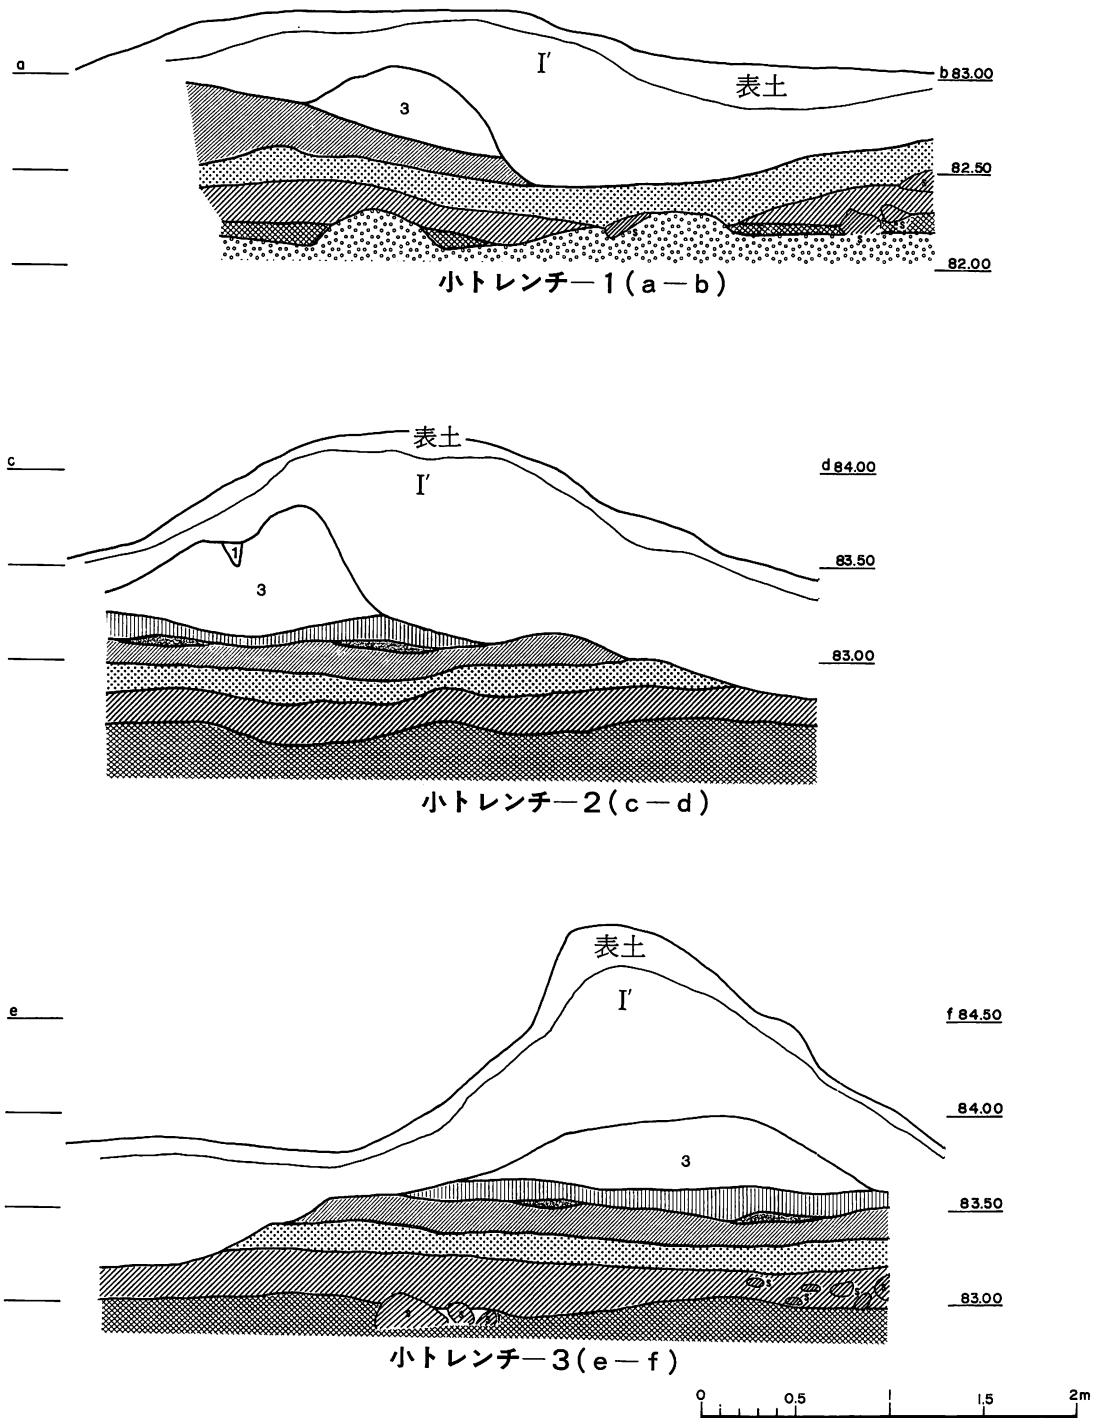 a
b 83.00
I′
表土
3
82.50
s
s
s
82.00
小トレンチ—1(a—b)
c
表土
d 84.00
I′
1
83.50
3
83.00
小トレンチ—2(c—d)
表土
I′
e
f 84.50
84.00
3
83.50
s
s
s
s
83.00
小トレンチ—3(e—f)
0 0.5 1 1.5 2m